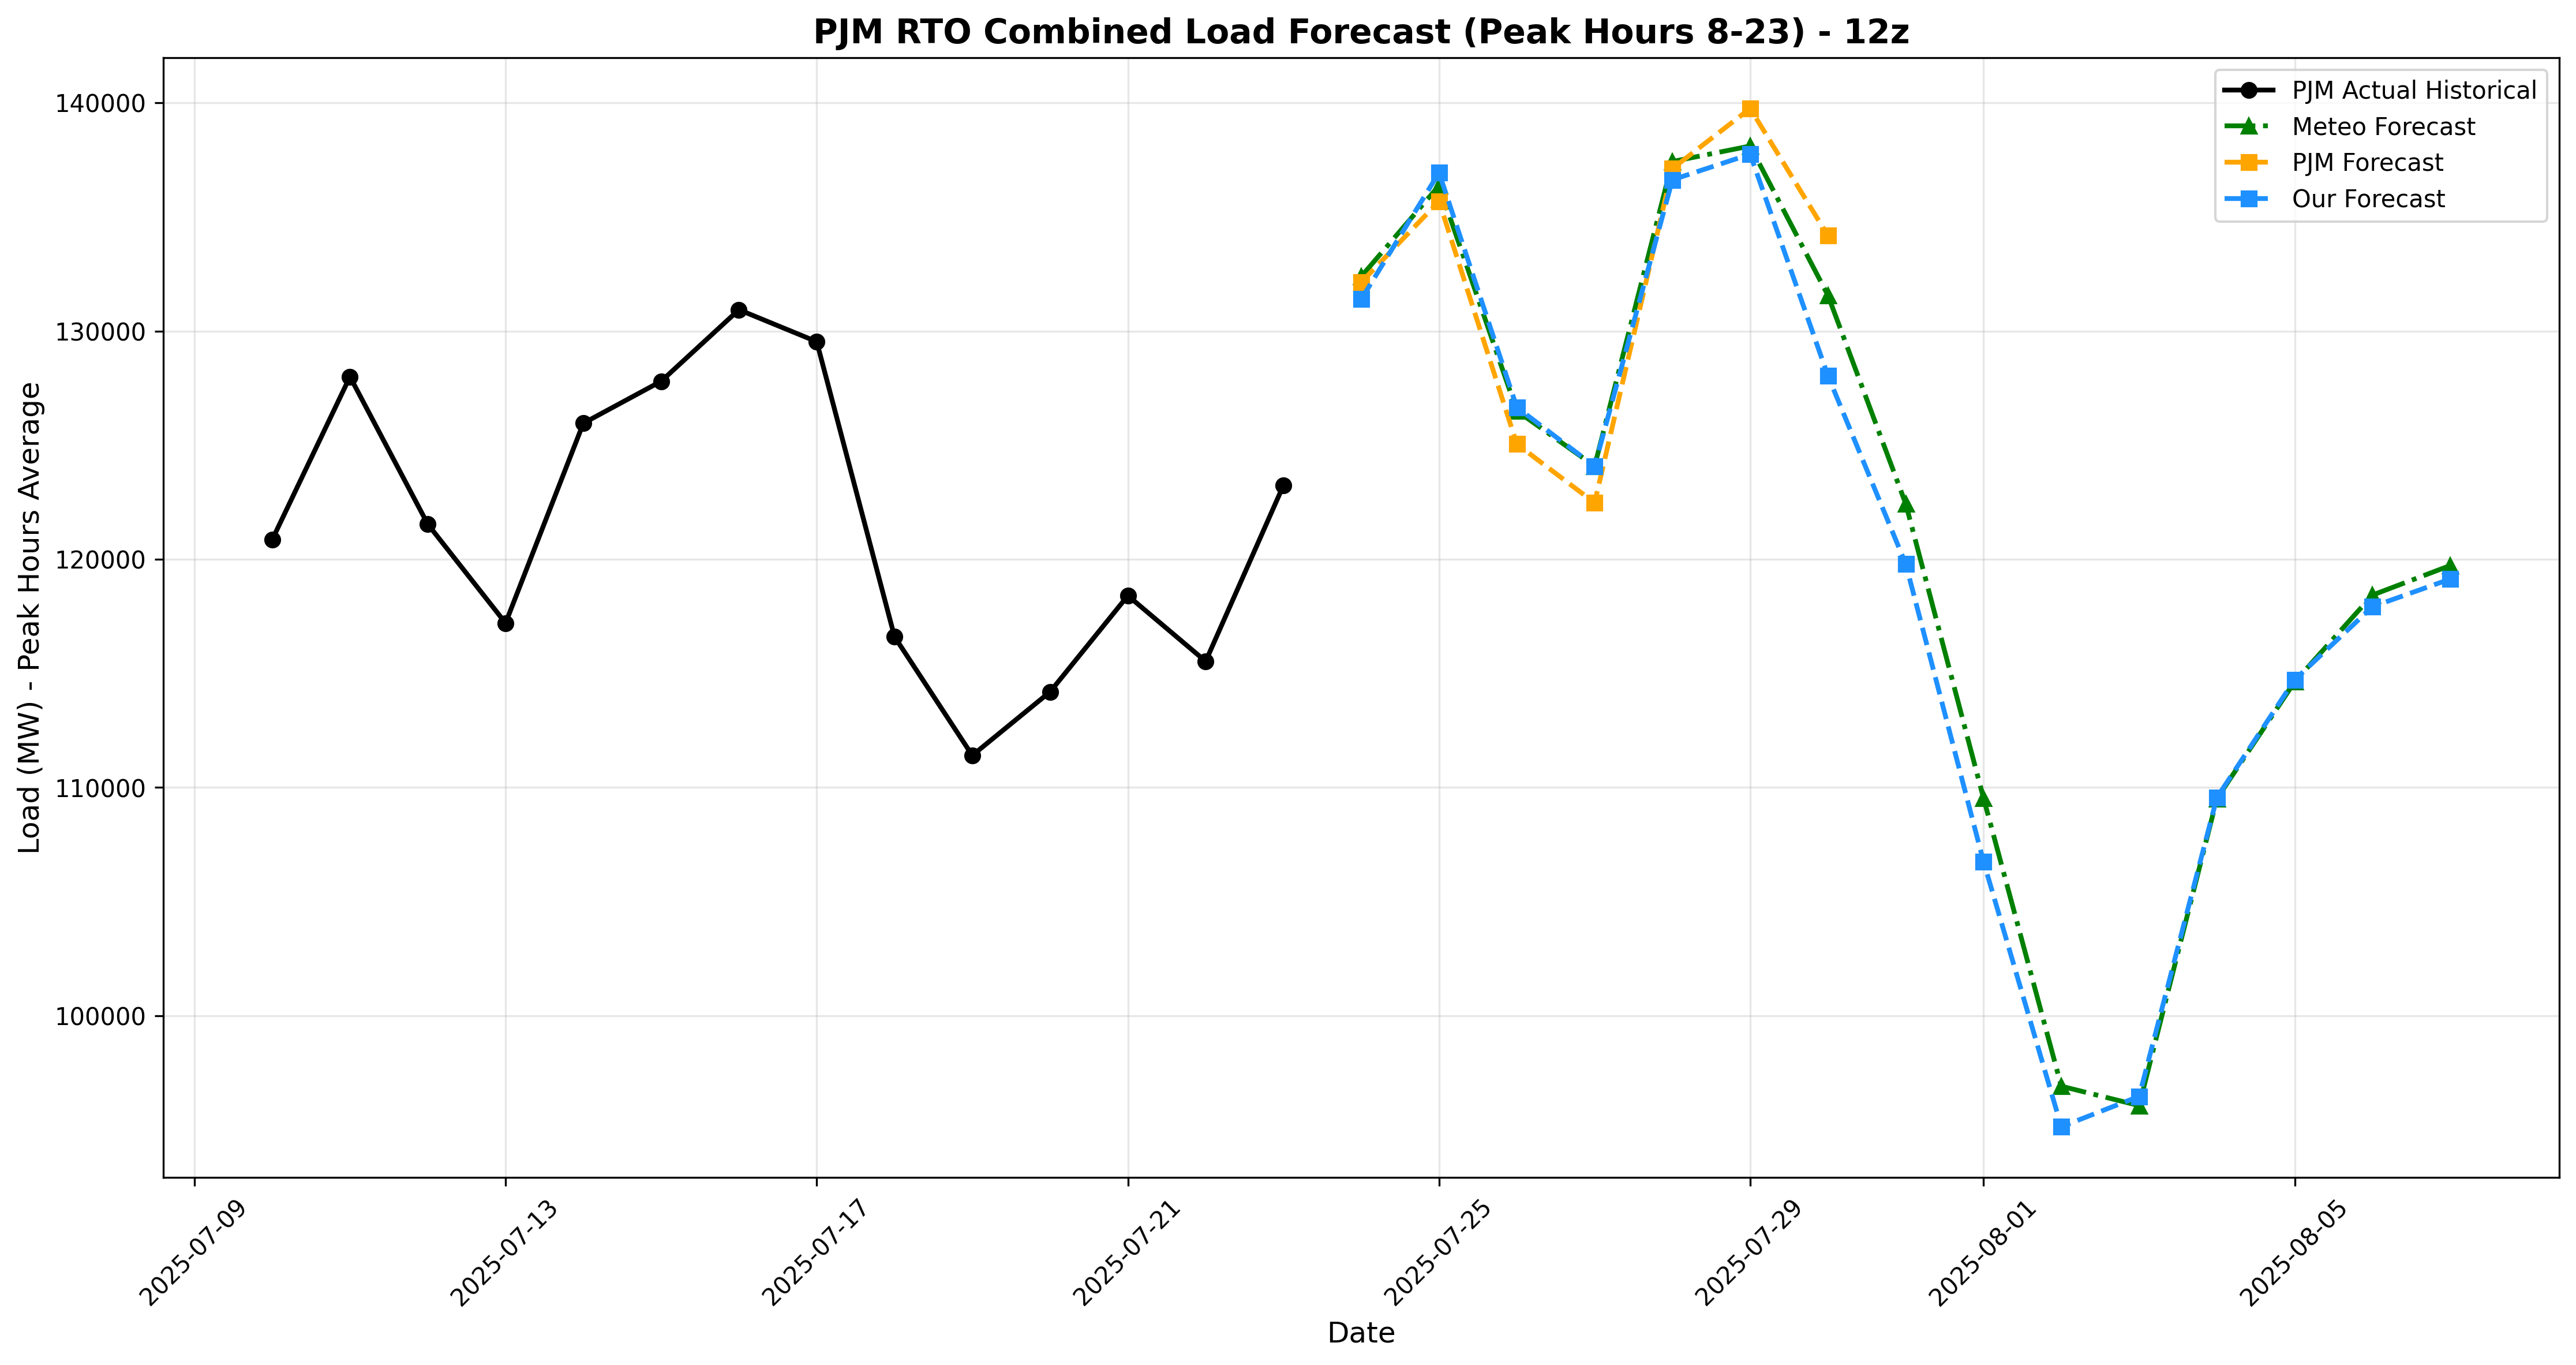 PJM RTO Combined Load Forecast (Peak Hours 8-23) - 12z
PJM Actual Historical
Meteo Forecast
PJM Forecast
Our Forecast
Load (MW) - Peak Hours Average
140000
130000
120000
110000
100000
2025-07-09
2025-07-13
2025-07-17
2025-07-21
2025-07-25
2025-07-29
2025-08-01
2025-08-05
Date